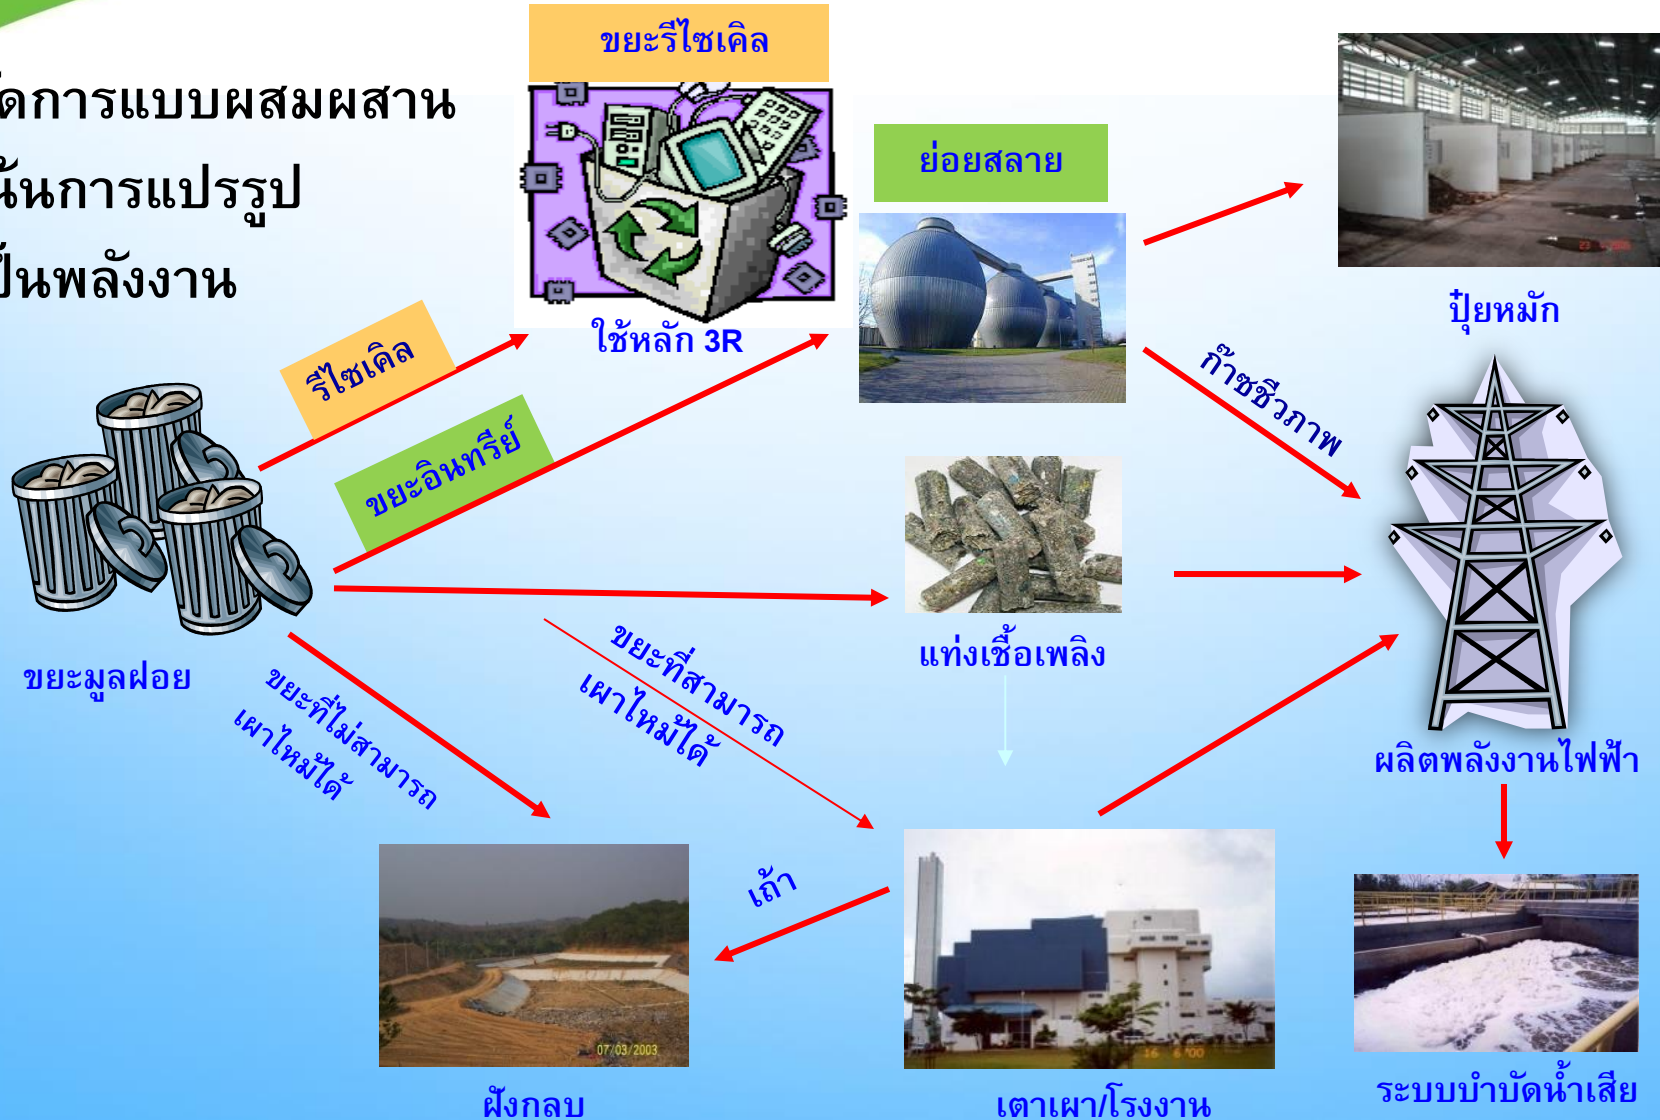 ดการแบบผสมผสาน
น้นการแปรรูป
ป็นพลังงาน
ขยะรีไซเคิล
ใช้หลัก 3R
ย่อยสลาย
ปุ๋ยหมัก
รีไซเคิล
ขยะอินทรีย์
ก๊าซชีวภาพ
ขยะมูลฝอย
แท่งเชื้อเพลิง
ขยะที่สามารถ
เผาไหม้ได้
ขยะที่ไม่สามารถ
เผาไหม้ได้
ผลิตพลังงานไฟฟ้า
เถ้า
07/03/2003
ฝังกลบ
16 6'00
เตาเผา/โรงงาน
ระบบบำบัดน้ำเสีย